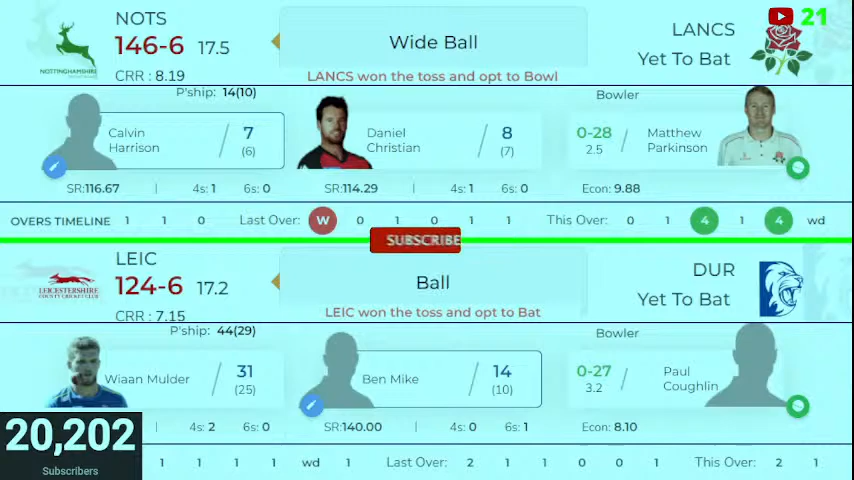 NOTS
146-6 17.5
CRR : 8.19
NOTTINGHAMSHIRE
Wide Ball
LANCS won the toss and opt to Bowl
LANCS
Yet To Bat
21
P'ship: 14(10)
Bowler
Calvin Harrison 7 (6)
Daniel Christian 8 (7)
0-28 2.5 Matthew Parkinson
SR:116.67 4s: 1 6s: 0
SR:114.29 4s: 1 6s: 0
Econ: 9.88
OVERS TIMELINE 1 1 0 Last Over: W 0 1 0 1 1 This Over: 0 1 4 1 4 wd
SUBSCRIBE
LEIC
124-6 17.2
CRR : 7.15
LEICESTERSHIRE
COUNTY CRICKET CLUB
Ball
LEIC won the toss and opt to Bat
DUR
Yet To Bat
P'ship: 44(29)
Bowler
Wiaan Mulder 31 (25)
Ben Mike 14 (10)
0-27 3.2 Paul Coughlin
4s: 2 6s: 0
SR:140.00 4s: 0 6s: 1
Econ: 8.10
20,202
Subscribers
1 1 1 1 wd 1 Last Over: 2 1 1 0 0 1 This Over: 2 1